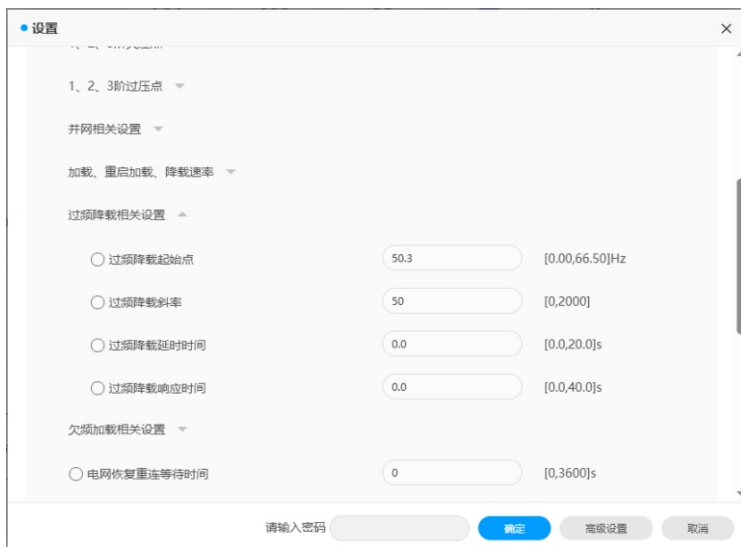 设置
1、2、3阶过压点
并网相关设置
加载、重启加载、降载速率
过频降载相关设置
过频降载起始点 50.3 [0.00,66.50]Hz
过频降载斜率 50 [0,2000]
过频降载延时时间 0.0 [0.0,20.0]s
过频降载响应时间 0.0 [0.0,40.0]s
欠频加载相关设置
电网恢复重连等待时间 0 [0,3600]s
请输入密码 确定 高级设置 取消